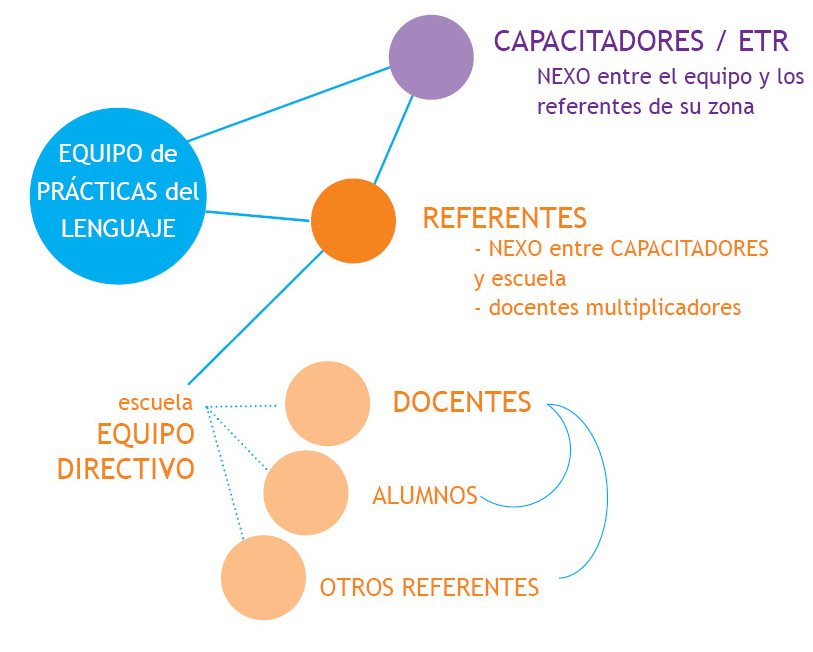 CAPACITADORES / ETR
NEXO entre el equipo y los
referentes de su zona
EQUIPO de
PRÁCTICAS del
LENGUAJE
REFERENTES
- NEXO entre CAPACITADORES
y escuela
- docentes multiplicadores
escuela
EQUIPO
DIRECTIVO
DOCENTES
ALUMNOS
OTROS REFERENTES